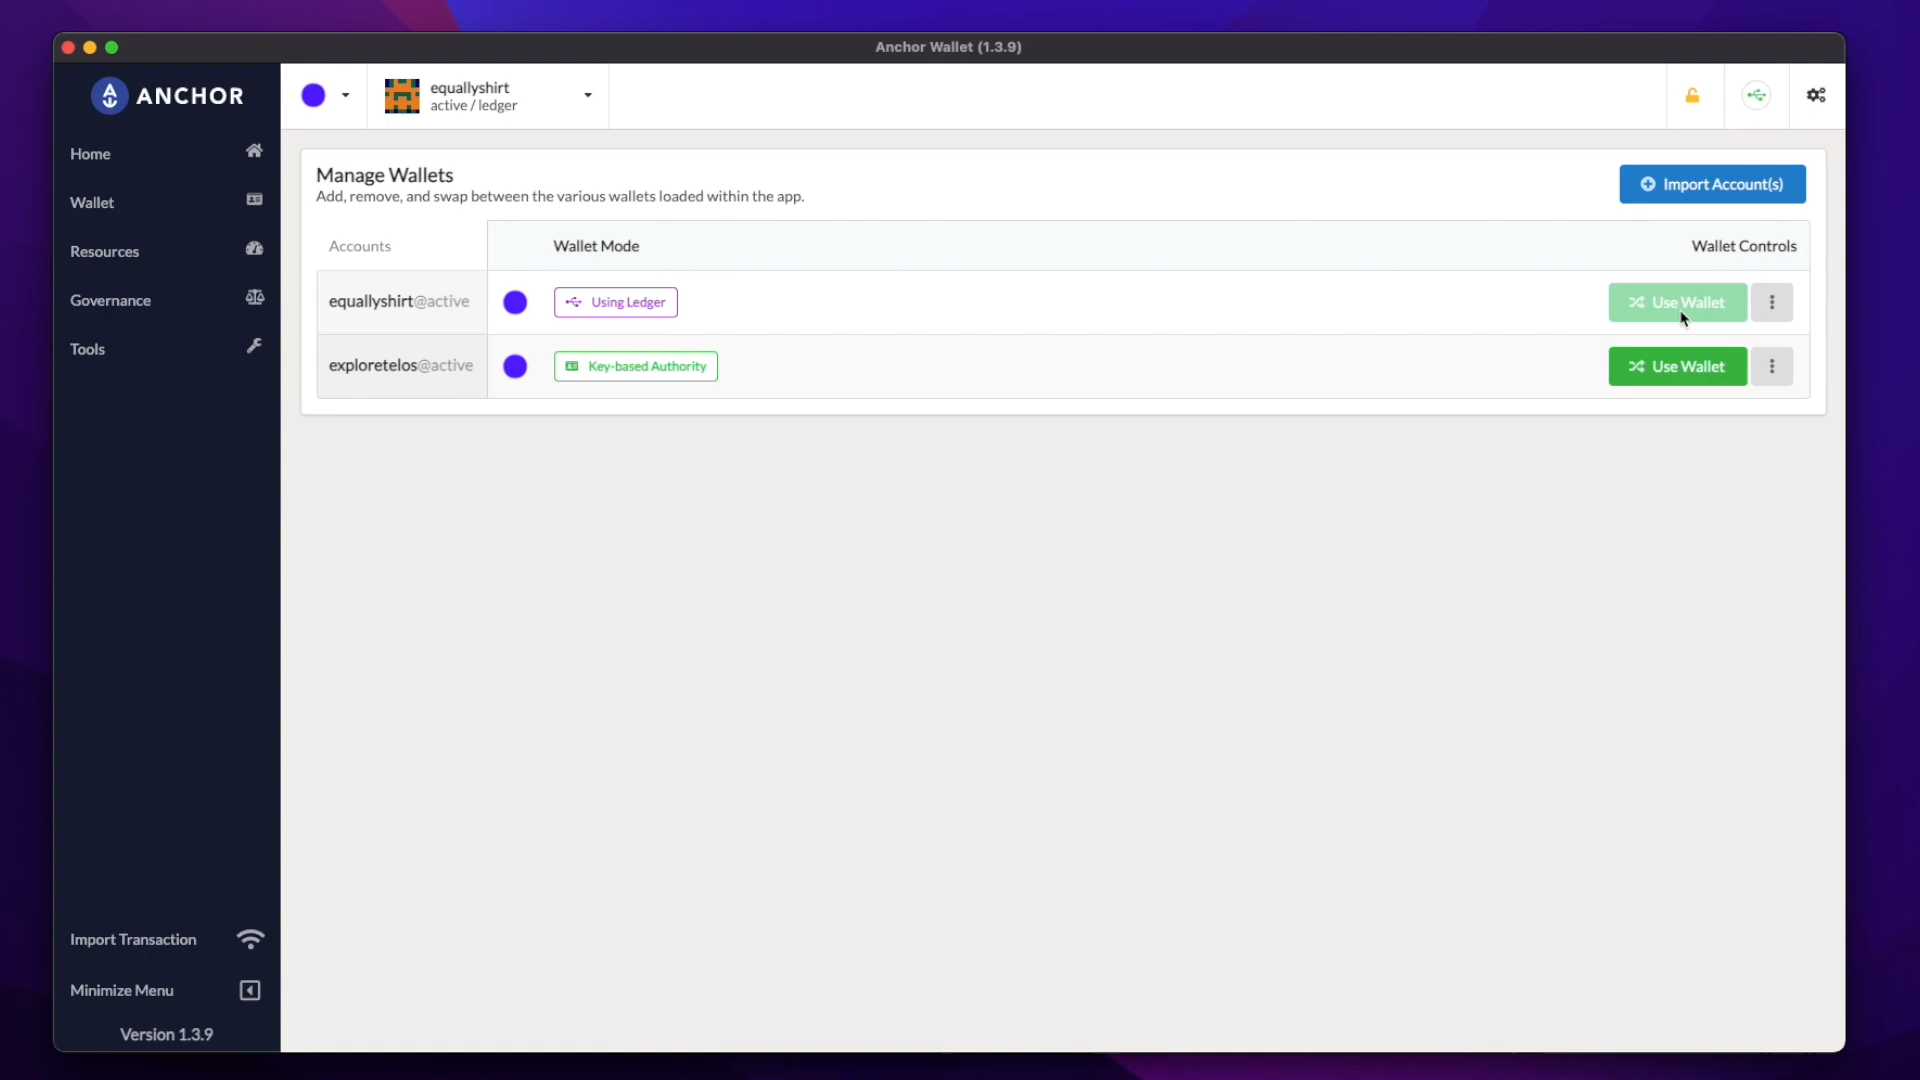 Anchor Wallet (1.3.9)
ANCHOR
equallyshirt
active / ledger
Home
Wallet
Resources
Governance
Tools
Manage Wallets
Add, remove, and swap between the various wallets loaded within the app.
Import Account(s)
Accounts Wallet Mode Wallet Controls
equallyshirt@active Using Ledger Use Wallet
exploretelos@active Key-based Authority Use Wallet
Import Transaction
Minimize Menu
Version 1.3.9